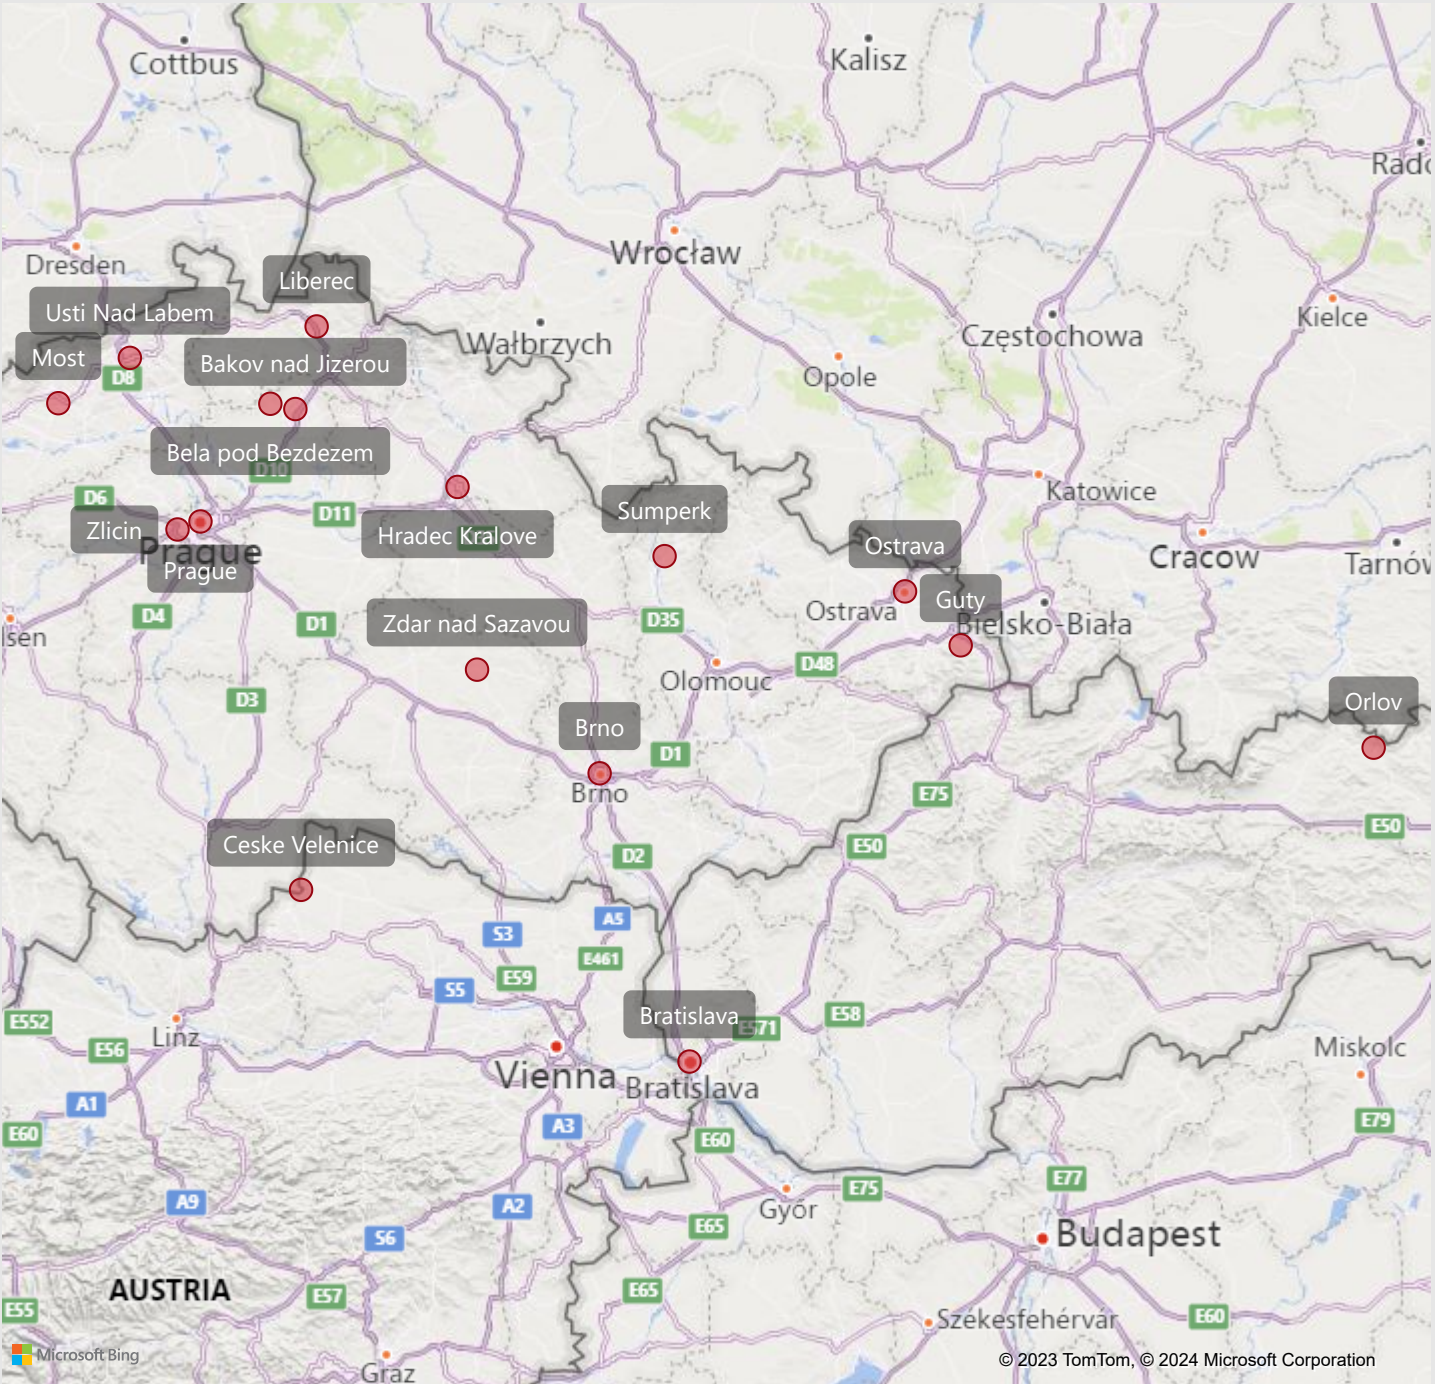 Cottbus
Kalisz
Rado
Wrocław
Dresden
Liberec
Usti Nad Labem
Kielce
Częstochowa
Wałbrzych
Most
Bakov nad Jizerou
D8
Opole
Bela pod Bezdezem
D10
D6
Katowice
D11
Sumperk
Zlicin
Hradec Kralove
Ostrava
Prague
Cracow
Tarnów
Prague
Guty
Ostrava
D4
D1
Zdar nad Sazavou
D35
Bielsko-Biała
lsen
D48
Olomouc
D3
Orlov
Brno
D1
Brno
E75
E50
Ceske Velenice
E50
D2
A5
S3
E461
E59
S5
Bratislava
E571
E58
E552
Linz
E56
Miskolc
Vienna
Bratislava
A1
E60
A3
E60
E79
E77
E75
A9
A2
Győr
E65
S6
Budapest
AUSTRIA
E65
E57
E55
Székesfehérvár
E60
Microsoft Bing
Graz
© 2023 TomTom, © 2024 Microsoft Corporation